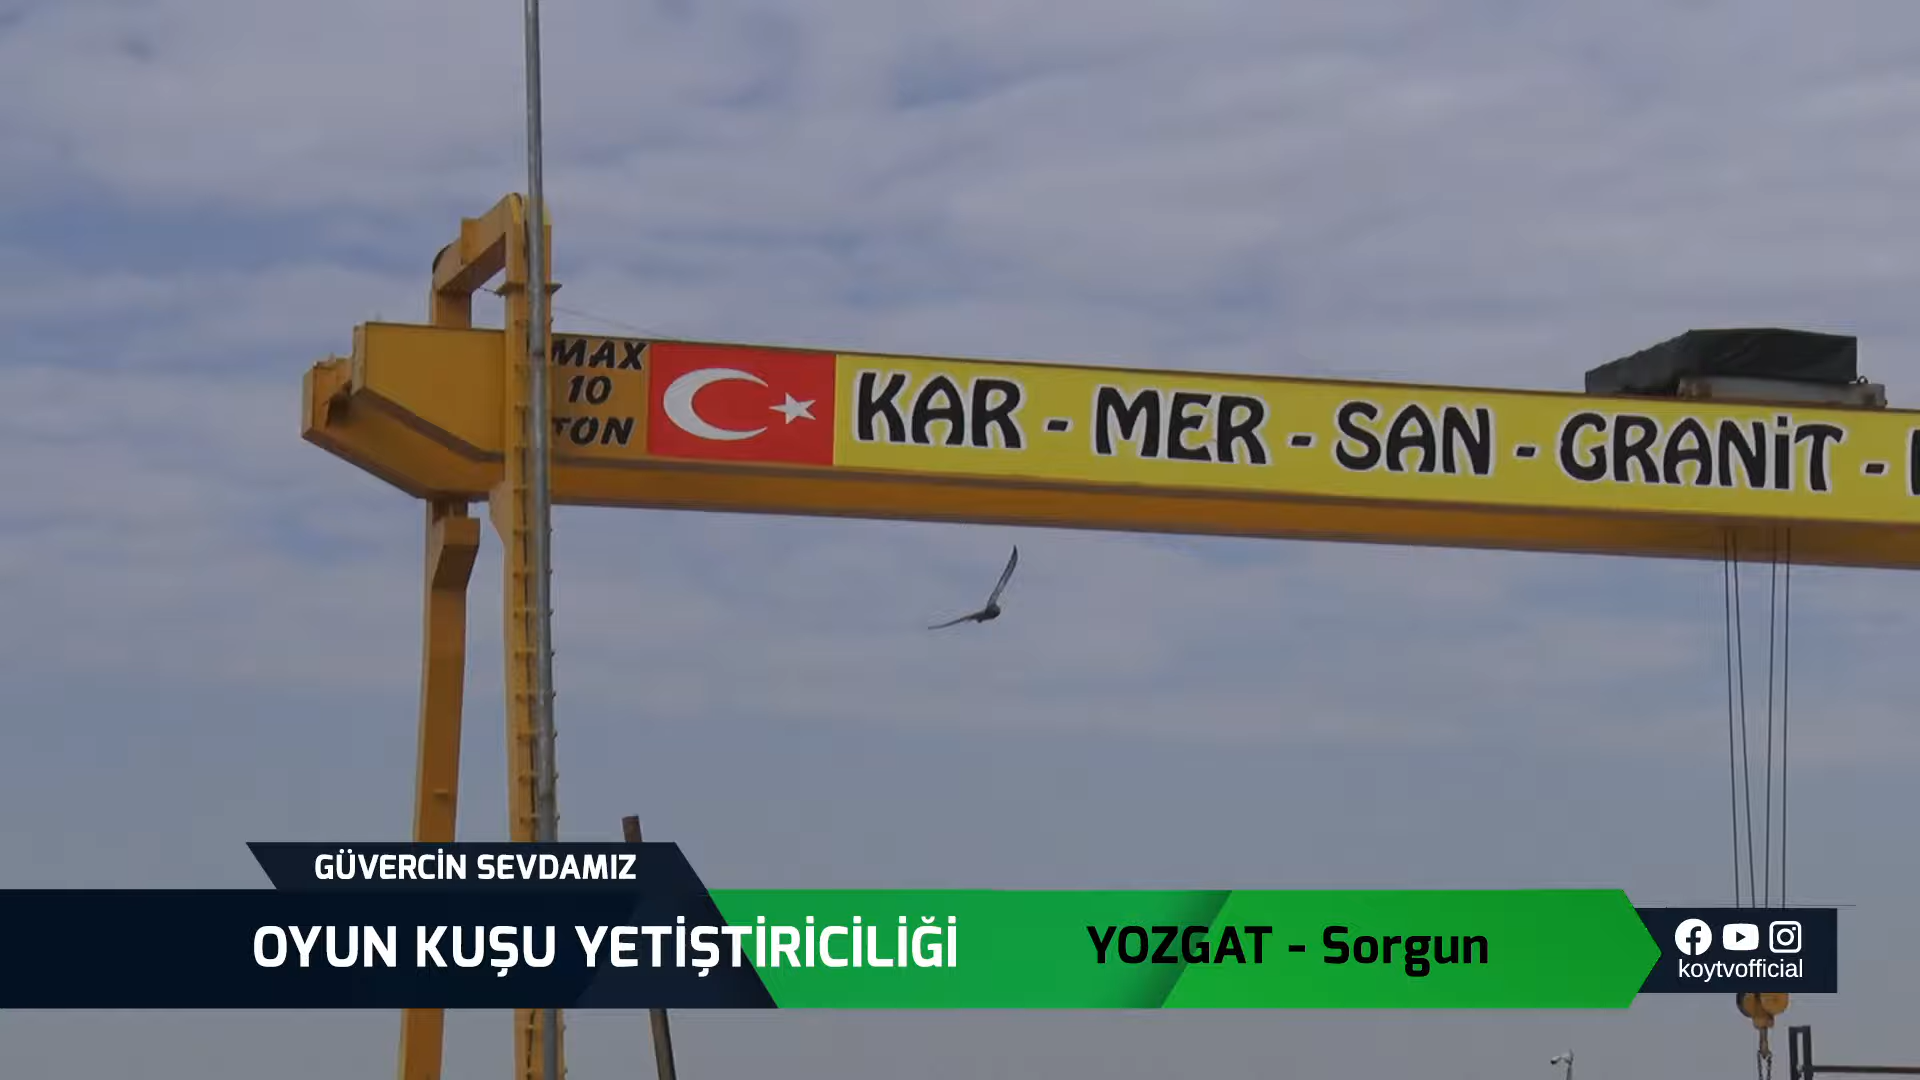 MAX
10
TON
KAR - MER - SAN - GRANİT -
GÜVERCİN SEVDAMIZ
OYUN KUŞU YETİŞTİRİCİLİĞİ
YOZGAT - Sorgun
koytvofficial